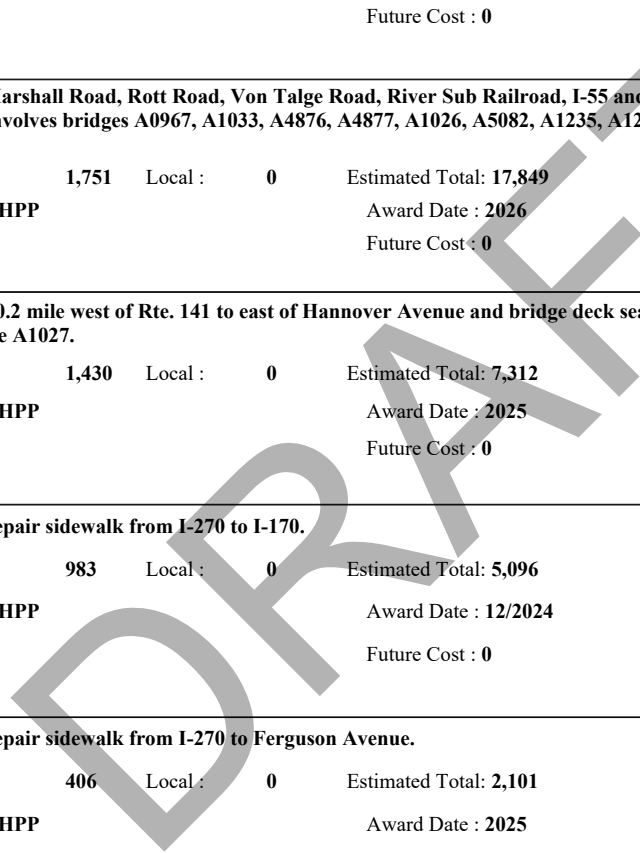 Future Cost : 0
Marshall Road, Rott Road, Von Talge Road, River Sub Railroad, I-55 and
nvolves bridges A0967, A1033, A4876, A4877, A1026, A5082, A1235, A12
1,751 Local : 0 Estimated Total: 17,849
HPP Award Date : 2026
Future Cost : 0
0.2 mile west of Rte. 141 to east of Hannover Avenue and bridge deck sea
e A1027.
1,430 Local : 0 Estimated Total: 7,312
HPP Award Date : 2025
Future Cost : 0
epair sidewalk from I-270 to I-170.
983 Local : 0 Estimated Total: 5,096
HPP Award Date : 12/2024
Future Cost : 0
epair sidewalk from I-270 to Ferguson Avenue.
406 Local : 0 Estimated Total: 2,101
HPP Award Date : 2025
DRAF